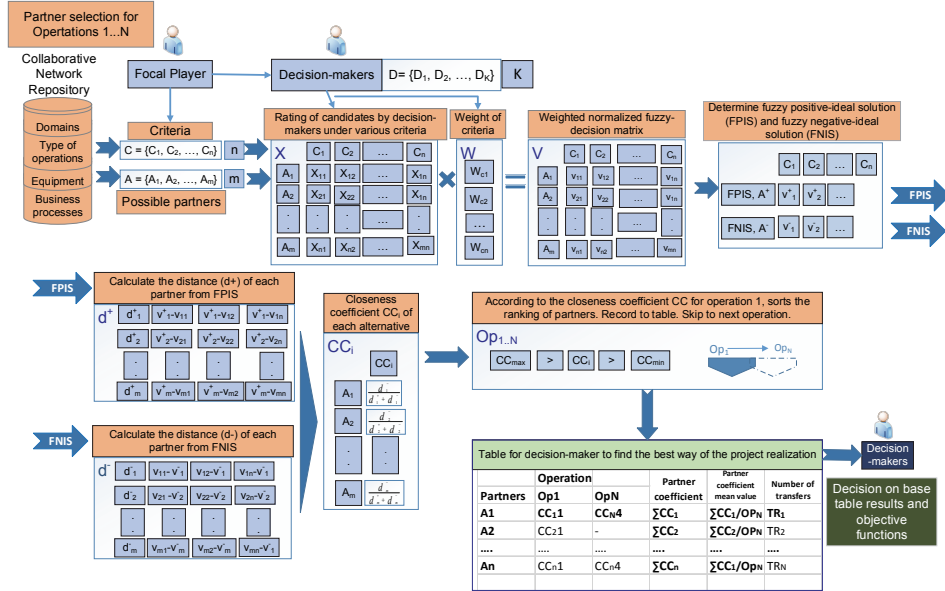 Partner selection for
Opertations 1...N
Collaborative
Network
Repository
Domains
Type of
operations
Equipment
Business
processes
Focal Player
Decision-makers
D= {D1, D2, ..., DK}
K
Criteria
C = {C1, C2, ..., Cn}
n
A = {A1, A2, ..., Am}
m
Possible partners
Rating of candidates by decision-
makers under various criteria
X
C1 C2 ... Cn
A1 X11 X12 ... X1n
A2 X21 X22 ... X1n
Am Xn1 Xn2 ... Xmn
Weight of
criteria
W
Wc1
Wc2
...
Wcn
Weighted normalized fuzzy-
decision matrix
V
C1 C2 ... Cn
A1 v11 v12 ... v1n
A2 v21 v22 ... v1n
Am vn1 vn2 ... vmn
Determine fuzzy positive-ideal solution
(FPIS) and fuzzy negative-ideal
solution (FNIS)
C1 C2 ... Cn
FPIS, A+ v+1 v+2 ...
FNIS, A- v-1 v-2 ...
FPIS
FNIS
FPIS
Calculate the distance (d+) of each
partner from FPIS
d+
d+1 v+1-v11 v+1-v12 v+1-v1n
d+2 v+2-v21 v+2-v22 v+2-v2n
d+m v+m-vm1 v+m-vm2 v+m-vmn
FNIS
Calculate the distance (d-) of each
partner from FNIS
d-
d-1 v11-v-1 v12-v-1 v1n-v-1
d-2 v21-v-2 v22-v-2 v2n-v-2
d-m vm1-v-m vm2-v-m vmn-v-1
Closeness
coefficient CCi of
each alternative
CCi
CCi
A1
A2
Am
According to the closeness coefficient CC for operation 1, sorts the
ranking of partners. Record to table. Skip to next operation.
Op1..N
CCmax > CCi > CCmin
Op1 OpN
Table for decision-maker to find the best way of the project realization
Partners Operation Op1 OpN Partner coefficient Partner coefficient mean value Number of transfers
A1 CC11 CCN4 ∑CC1 ∑CC1/OPN TR1
A2 CC21 - ∑CC2 ∑CC2/OPN TR2
.... .... .... .... .... ....
An CCn1 CCn4 ∑CCn ∑CC1/OPN TRN
Decision
-makers
Decision on base
table results and
objective
functions